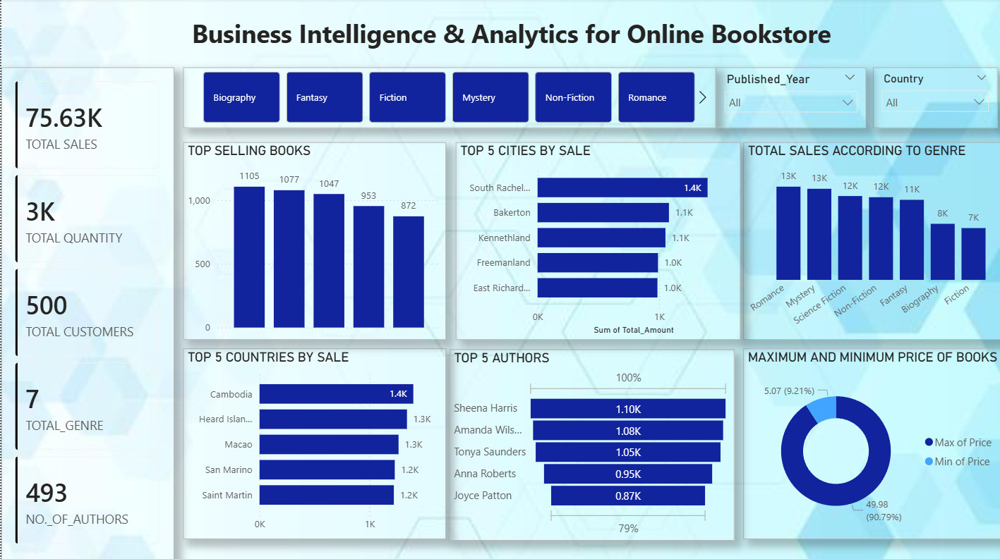 Business Intelligence & Analytics for Online Bookstore
75.63K
TOTAL SALES
3K
TOTAL QUANTITY
500
TOTAL CUSTOMERS
7
TOTAL_GENRE
493
NO._OF_AUTHORS
Biography
Fantasy
Fiction
Mystery
Non-Fiction
Romance
Published_Year
All
Country
All
TOP SELLING BOOKS
1105
1077
1047
953
872
1,000
500
0
TOP 5 CITIES BY SALE
South Rachel... 1.4K
Bakerton 1.1K
Kennethland 1.1K
Freemanland 1.0K
East Richard... 1.0K
0K 1K
Sum of Total_Amount
TOTAL SALES ACCORDING TO GENRE
13K 13K 12K 12K 11K 8K 7K
Romance
Mystery
Science Fiction
Non-Fiction
Fantasy
Biography
Fiction
TOP 5 COUNTRIES BY SALE
Cambodia 1.4K
Heard Islan... 1.3K
Macao 1.3K
San Marino 1.2K
Saint Martin 1.2K
0K 1K
TOP 5 AUTHORS
100%
Sheena Harris 1.10K
Amanda Wils... 1.08K
Tonya Saunders 1.05K
Anna Roberts 0.95K
Joyce Patton 0.87K
79%
MAXIMUM AND MINIMUM PRICE OF BOOKS
5.07 (9.21%)
Max of Price
Min of Price
49.98
(90.79%)